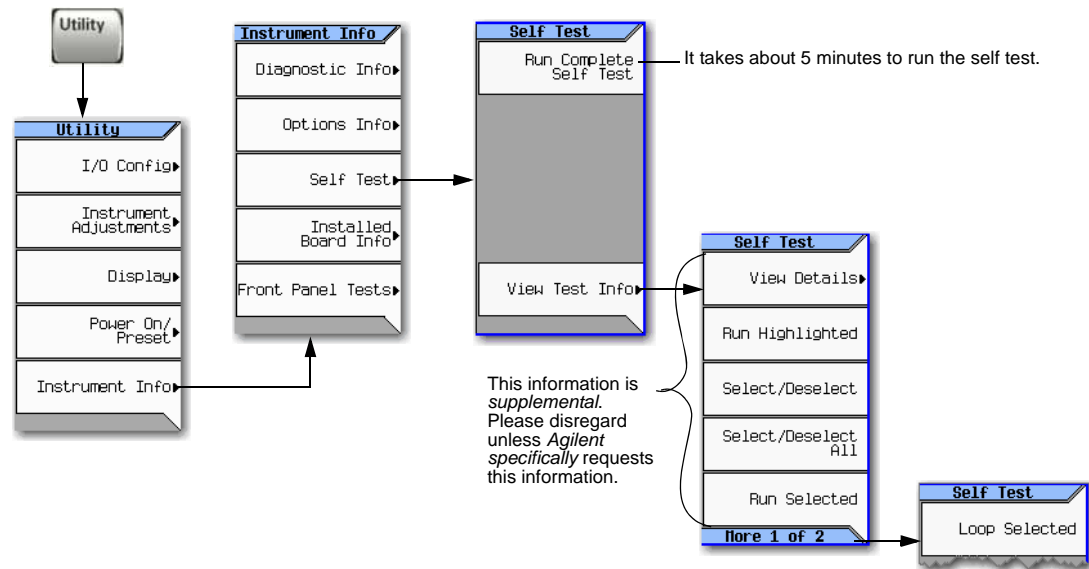 Utility
Utility
I/O Config
Instrument
Adjustments
Display
Power On/
Preset
Instrument Info
Instrument Info
Diagnostic Info
Options Info
Self Test
Installed
Board Info
Front Panel Tests
Self Test
Run Complete
Self Test
View Test Info
It takes about 5 minutes to run the self test.
This information is
supplemental.
Please disregard
unless Agilent
specifically requests
this information.
Self Test
View Details
Run Highlighted
Select/Deselect
Select/Deselect
All
Run Selected
More 1 of 2
Self Test
Loop Selected